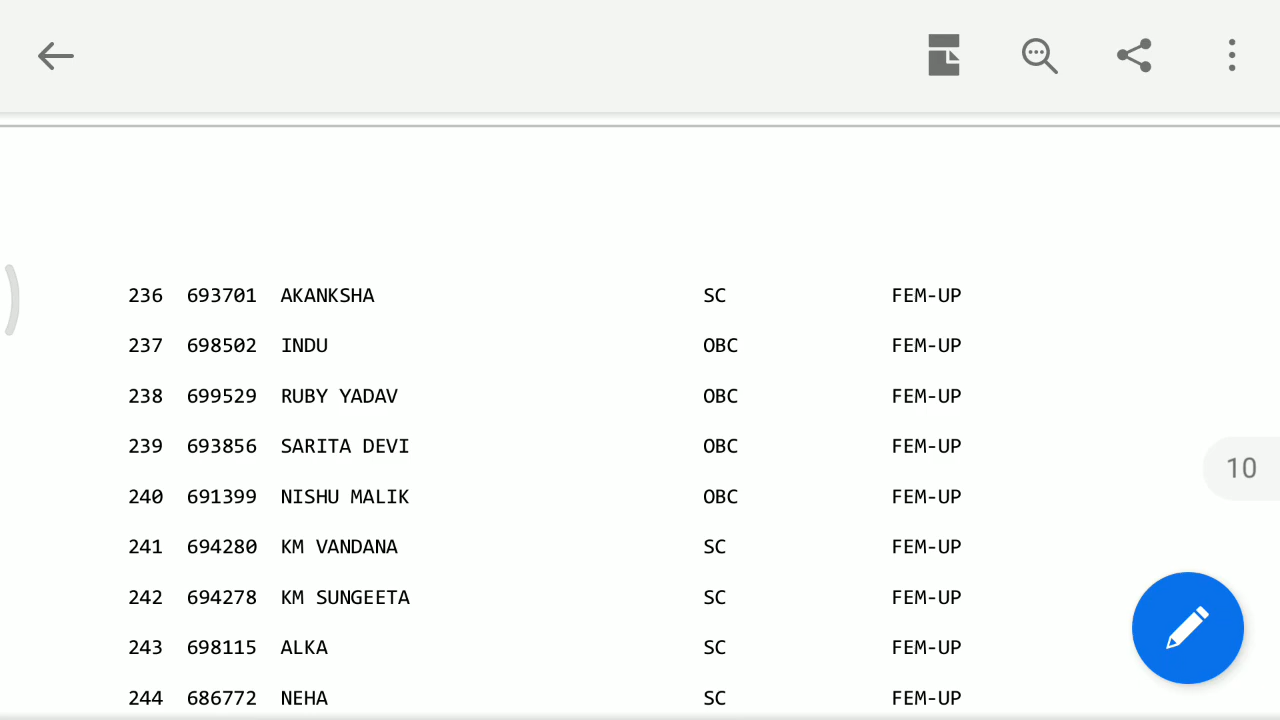 236 693701 AKANKSHA SC FEM-UP
237 698502 INDU OBC FEM-UP
238 699529 RUBY YADAV OBC FEM-UP
239 693856 SARITA DEVI OBC FEM-UP
10
240 691399 NISHU MALIK OBC FEM-UP
241 694280 KM VANDANA SC FEM-UP
242 694278 KM SUNGEETA SC FEM-UP
243 698115 ALKA SC FEM-UP
244 686772 NEHA SC FEM-UP